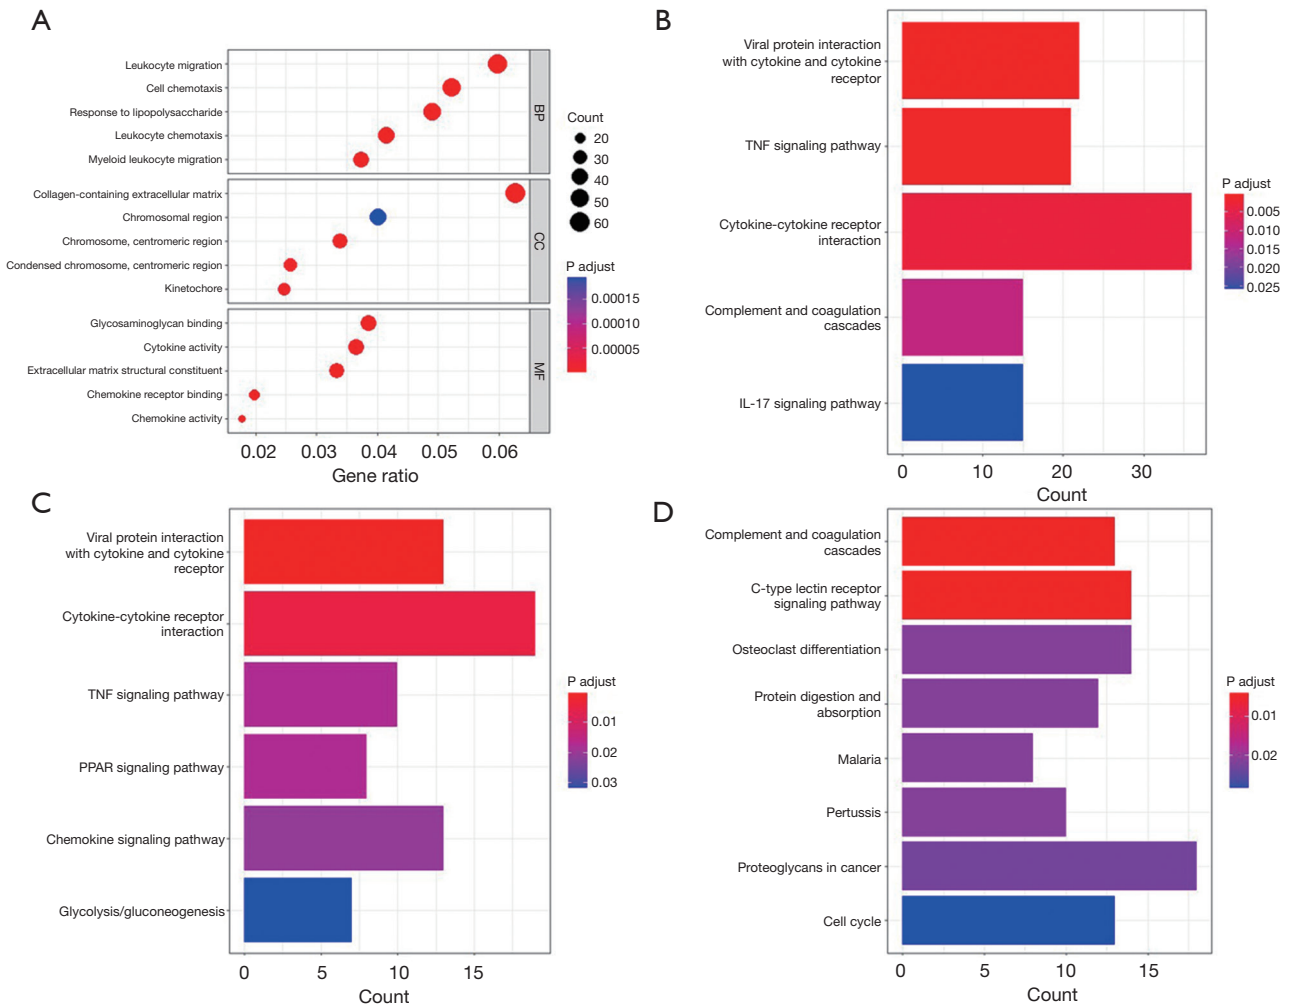 A
Leukocyte migration
Cell chemotaxis
Response to lipopolysaccharide
Leukocyte chemotaxis
Myeloid leukocyte migration
BP
Collagen-containing extracellular matrix
Chromosomal region
Chromosome, centromeric region
Condensed chromosome, centromeric region
Kinetochore
CC
Glycosaminoglycan binding
Cytokine activity
Extracellular matrix structural constituent
Chemokine receptor binding
Chemokine activity
MF
0.02 0.03 0.04 0.05 0.06
Gene ratio
Count
20
30
40
50
60
P adjust
0.00015
0.00010
0.00005
B
Viral protein interaction
with cytokine and cytokine
receptor
TNF signaling pathway
Cytokine-cytokine receptor
interaction
Complement and coagulation
cascades
IL-17 signaling pathway
0 10 20 30
Count
P adjust
0.005
0.010
0.015
0.020
0.025
C
Viral protein interaction
with cytokine and cytokine
receptor
Cytokine-cytokine receptor
interaction
TNF signaling pathway
PPAR signaling pathway
Chemokine signaling pathway
Glycolysis/gluconeogenesis
0 5 10 15
Count
P adjust
0.01
0.02
0.03
D
Complement and coagulation
cascades
C-type lectin receptor
signaling pathway
Osteoclast differentiation
Protein digestion and
absorption
Malaria
Pertussis
Proteoglycans in cancer
Cell cycle
0 5 10 15
Count
P adjust
0.01
0.02